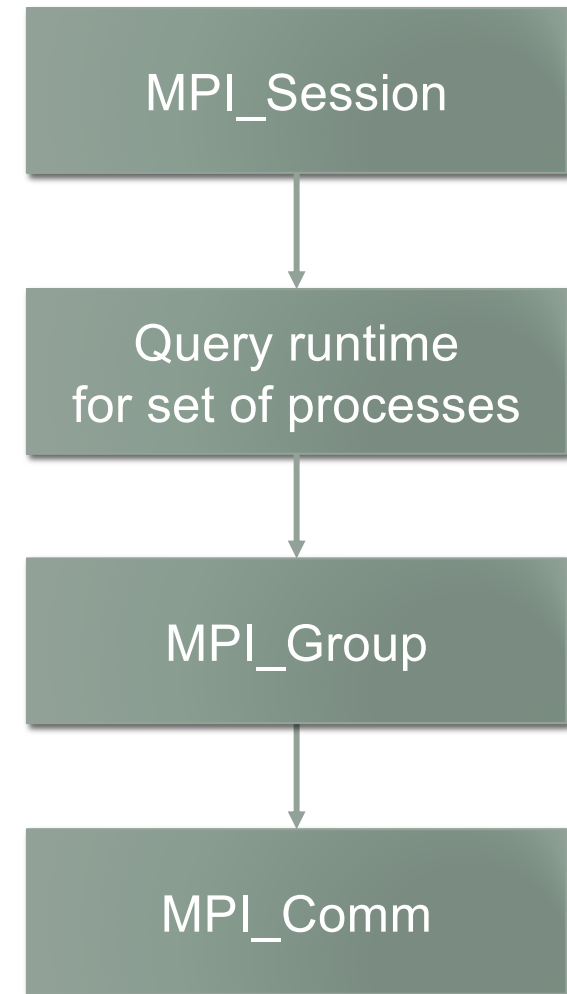 MPI_Session
Query runtime
for set of processes
MPI_Group
MPI_Comm